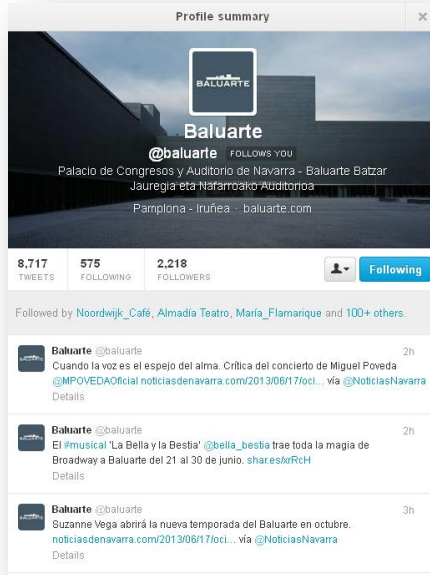 Profile summary
×
BALUARTE
Baluarte
@baluarte FOLLOWS YOU
Palacio de Congresos y Auditorio de Navarra - Baluarte Batzar
Jauregia eta Nafarroako Auditorioa
Pamplona - Iruñea · baluarte.com
8,717 575 2,218
TWEETS FOLLOWING FOLLOWERS
Following
Followed by Noordwijk_Café, Almadía Teatro, María_Flamarique and 100+ others.
BALUARTE
Baluarte @baluarte 2h
Cuando la voz es el espejo del alma. Crítica del concierto de Miguel Poveda
@MPOVEDAOficial noticiasdenavarra.com/2013/06/17/oci... vía @NoticiasNavarra
Details
BALUARTE
Baluarte @baluarte 2h
El #musical 'La Bella y la Bestia' @bella_bestia trae toda la magia de
Broadway a Baluarte del 21 al 30 de junio. shar.es/xrRcH
Details
BALUARTE
Baluarte @baluarte 3h
Suzanne Vega abrirá la nueva temporada del Baluarte en octubre.
noticiasdenavarra.com/2013/06/17/oci... vía @NoticiasNavarra
Details